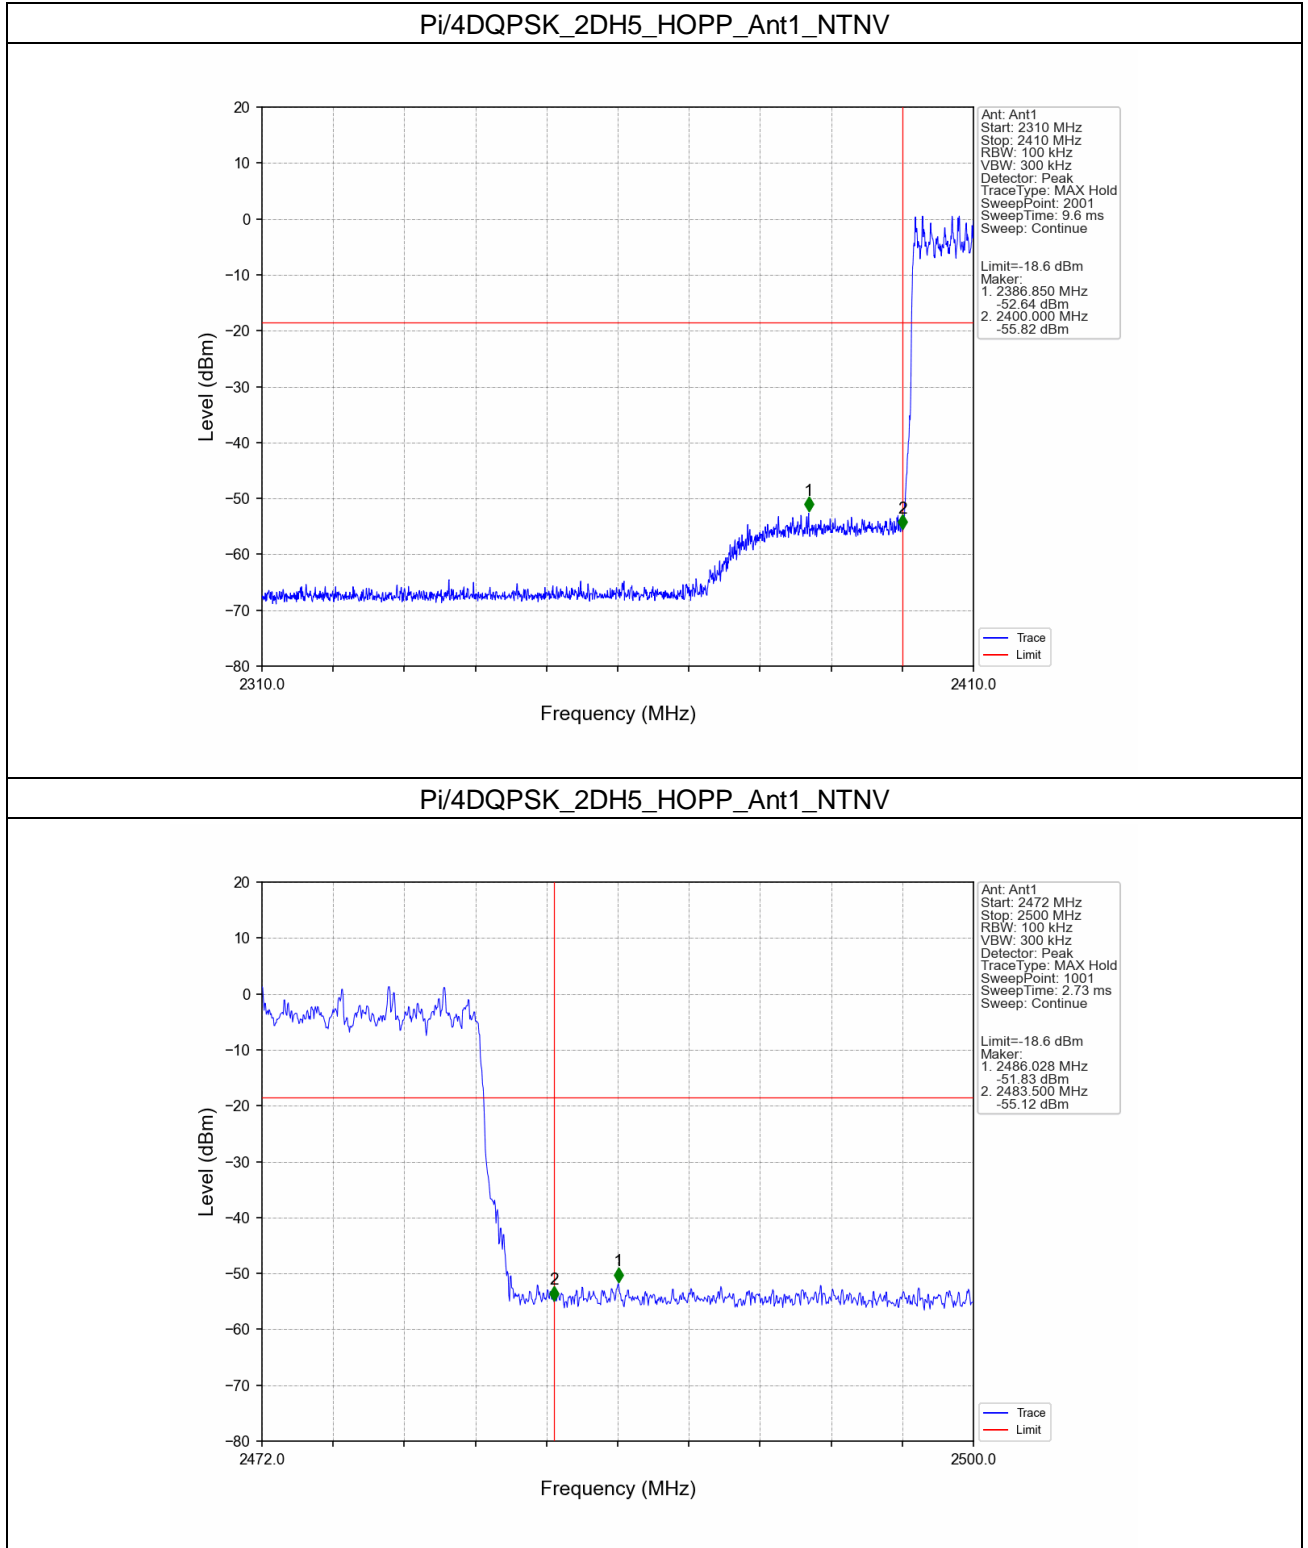 Pi/4DQPSK_2DH5_HOPP_Ant1_NTNV
20
10
0
−10
−20
−30
−40
−50
−60
−70
−80
Level (dBm)
1
2
2310.0
2410.0
Frequency (MHz)
Ant: Ant1
Start: 2310 MHz
Stop: 2410 MHz
RBW: 100 kHz
VBW: 300 kHz
Detector: Peak
TraceType: MAX Hold
SweepPoint: 2001
SweepTime: 9.6 ms
Sweep: Continue
Limit=-18.6 dBm
Maker:
1. 2386.850 MHz
-52.64 dBm
2. 2400.000 MHz
-55.82 dBm
Trace
Limit
Pi/4DQPSK_2DH5_HOPP_Ant1_NTNV
20
10
0
−10
−20
−30
−40
−50
−60
−70
−80
Level (dBm)
2
1
2472.0
2500.0
Frequency (MHz)
Ant: Ant1
Start: 2472 MHz
Stop: 2500 MHz
RBW: 100 kHz
VBW: 300 kHz
Detector: Peak
TraceType: MAX Hold
SweepPoint: 1001
SweepTime: 2.73 ms
Sweep: Continue
Limit=-18.6 dBm
Maker:
1. 2486.028 MHz
-51.83 dBm
2. 2483.500 MHz
-55.12 dBm
Trace
Limit